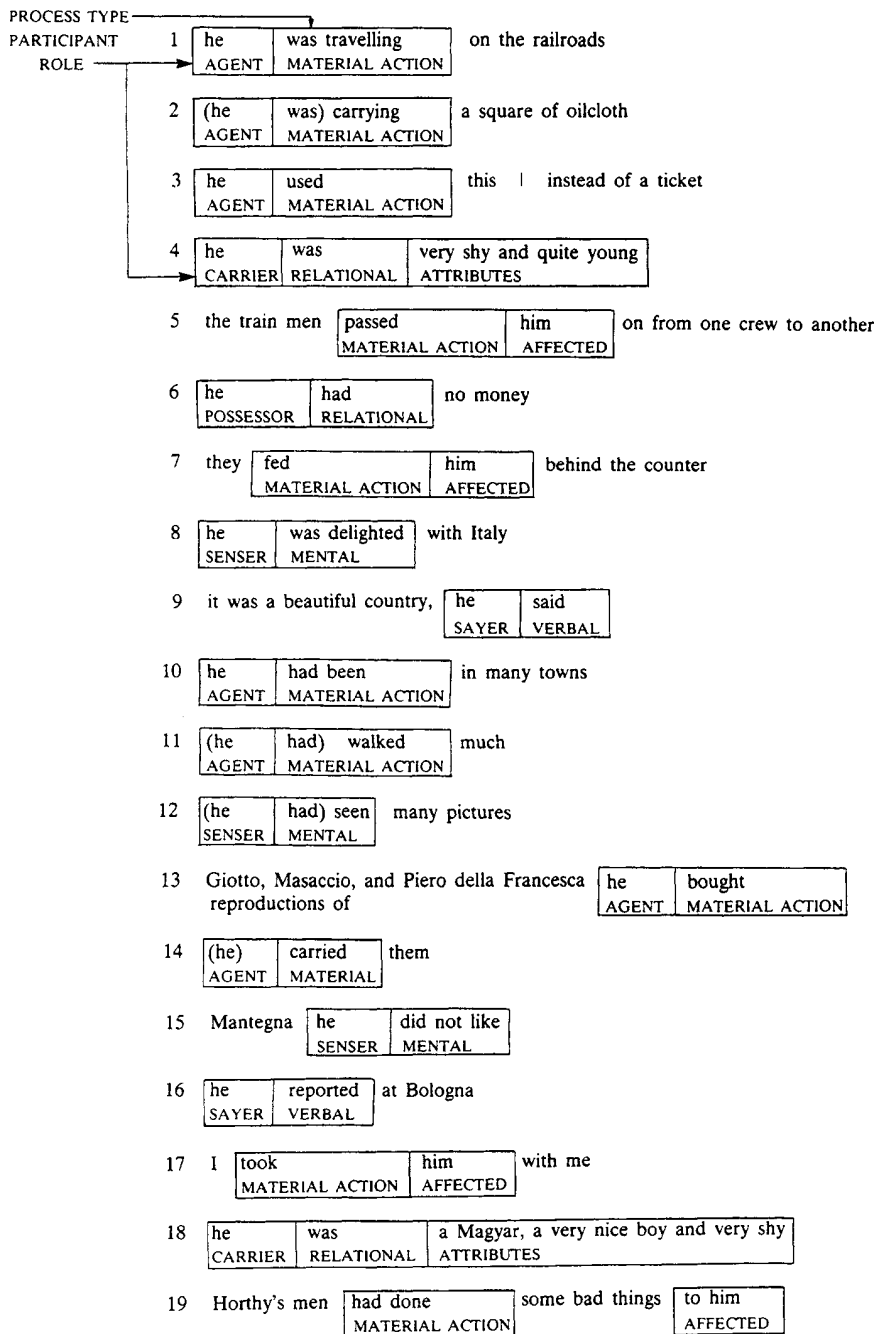 PROCESS TYPE
PARTICIPANT 1 he was travelling on the railroads
ROLE AGENT MATERIAL ACTION
2 (he was) carrying a square of oilcloth
AGENT MATERIAL ACTION
3 he used this | instead of a ticket
AGENT MATERIAL ACTION
4 he was very shy and quite young
CARRIER RELATIONAL ATTRIBUTES
5 the train men passed him on from one crew to another
MATERIAL ACTION AFFECTED
6 he had no money
POSSESSOR RELATIONAL
7 they fed him behind the counter
MATERIAL ACTION AFFECTED
8 he was delighted with Italy
SENSER MENTAL
9 it was a beautiful country, he said
SAYER VERBAL
10 he had been in many towns
AGENT MATERIAL ACTION
11 (he had) walked much
AGENT MATERIAL ACTION
12 (he had) seen many pictures
SENSER MENTAL
13 Giotto, Masaccio, and Piero della Francesca he bought
reproductions of AGENT MATERIAL ACTION
14 (he) carried them
AGENT MATERIAL
15 Mantegna he did not like
SENSER MENTAL
16 he reported at Bologna
SAYER VERBAL
17 I took him with me
MATERIAL ACTION AFFECTED
18 he was a Magyar, a very nice boy and very shy
CARRIER RELATIONAL ATTRIBUTES
19 Horthy's men had done some bad things to him
MATERIAL ACTION AFFECTED